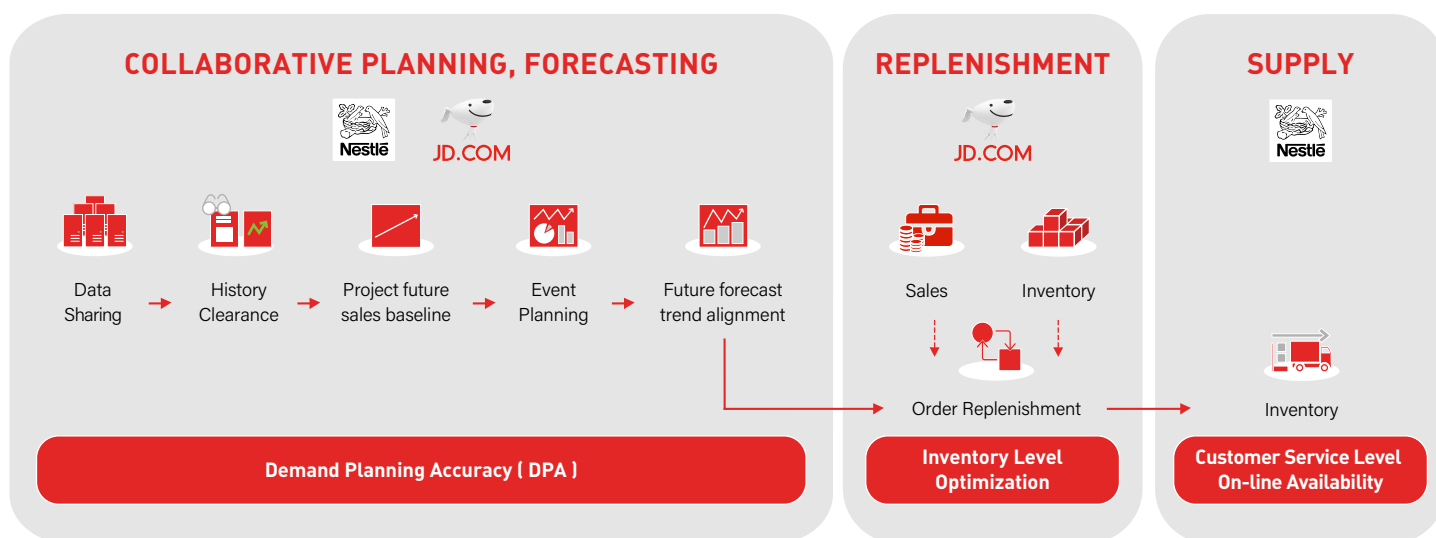 COLLABORATIVE PLANNING, FORECASTING
Nestlé
JD.COM
Data
Sharing
History
Clearance
Project future
sales baseline
Event
Planning
Future forecast
trend alignment
Demand Planning Accuracy ( DPA )
REPLENISHMENT
JD.COM
Sales
Inventory
Order Replenishment
Inventory Level
Optimization
SUPPLY
Nestlé
Inventory
Customer Service Level
On-line Availability